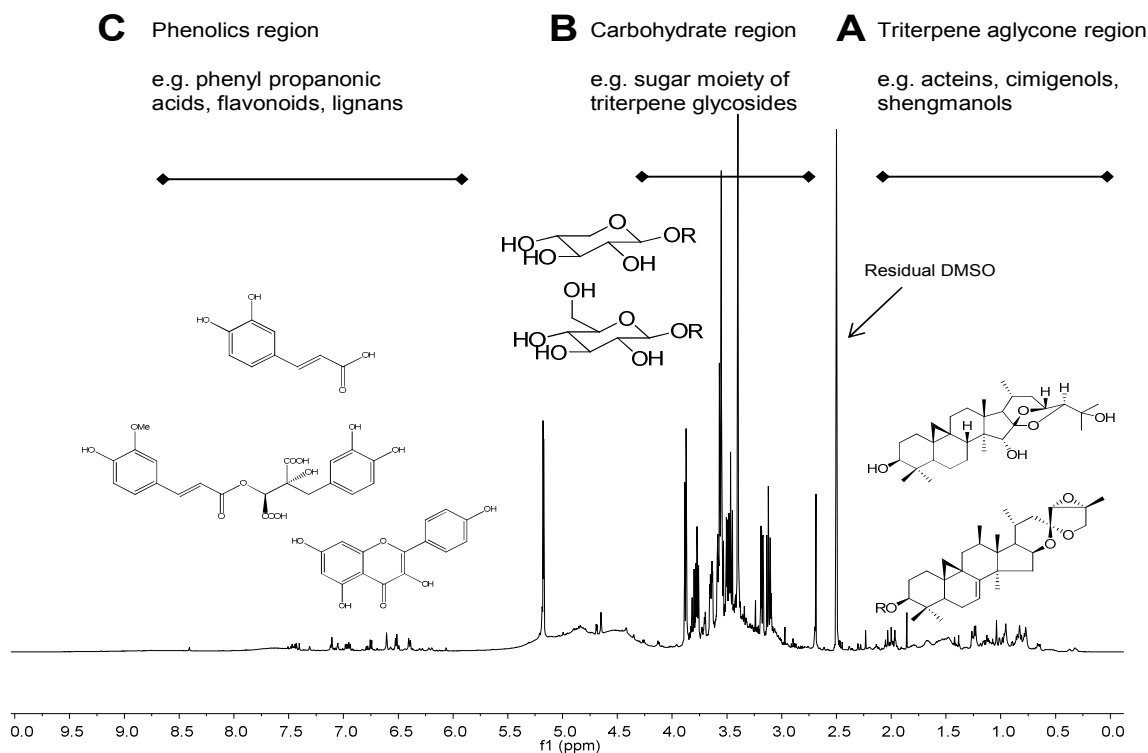 C Phenolics region
e.g. phenyl propanonic
acids, flavonoids, lignans
B Carbohydrate region
e.g. sugar moiety of
triterpene glycosides
A Triterpene aglycone region
e.g. acteins, cimigenols,
shengmanols
Residual DMSO
O
HO
HO
OR
OH
OH
O
HO
HO
OR
OH
OH
HO
OH
O
OMe
HO
O
O
COOH
OH
COOH
OH
OH
HO
O
OH
OH
OH
O
H
H
O
O
OH
H
OH
HO
O
O
O
RO
0.0 9.5 9.0 8.5 8.0 7.5 7.0 6.5 6.0 5.5 5.0 4.5 4.0 3.5 3.0 2.5 2.0 1.5 1.0 0.5 0.0
f1 (ppm)